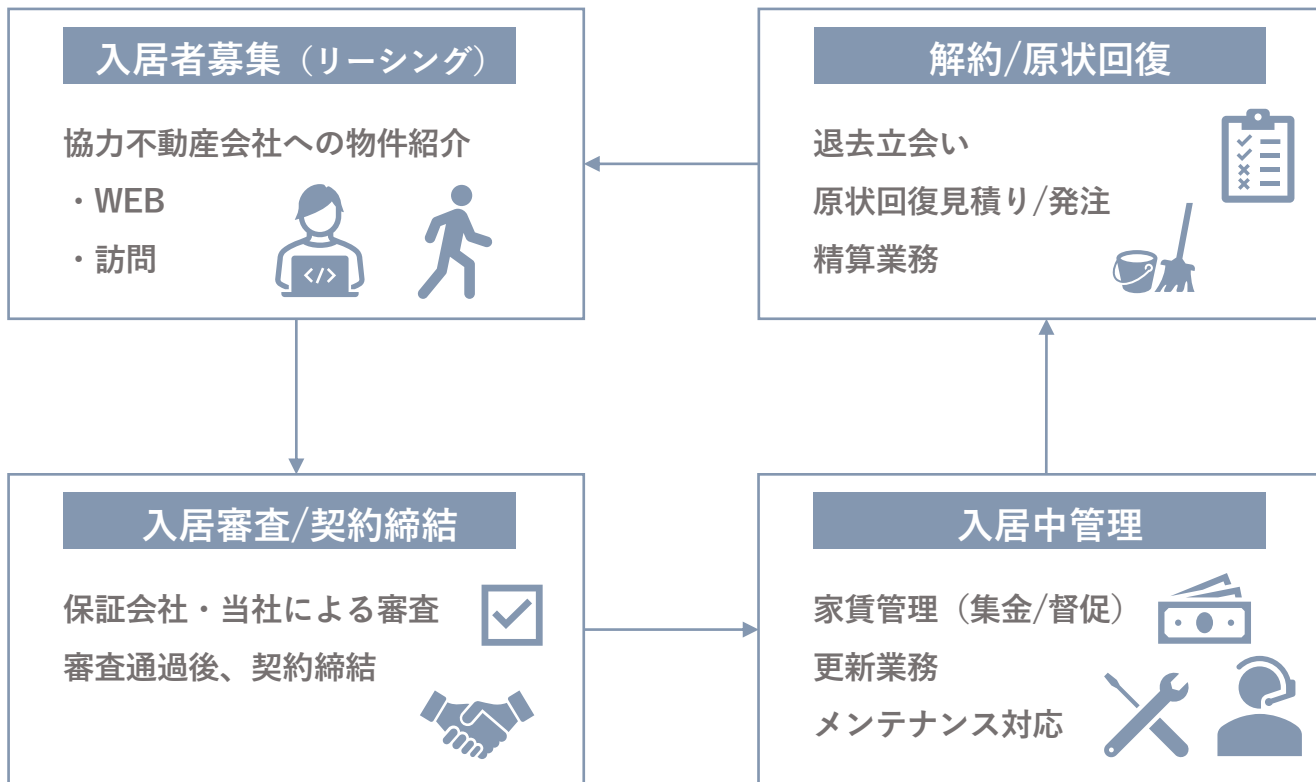 入居者募集（リーシング）
協力不動産会社への物件紹介
・WEB
・訪問
</>
解約/原状回復
退去立会い
原状回復見積り/発注
精算業務
入居審査/契約締結
保証会社・当社による審査
審査通過後、契約締結
入居中管理
家賃管理（集金/督促）
更新業務
メンテナンス対応